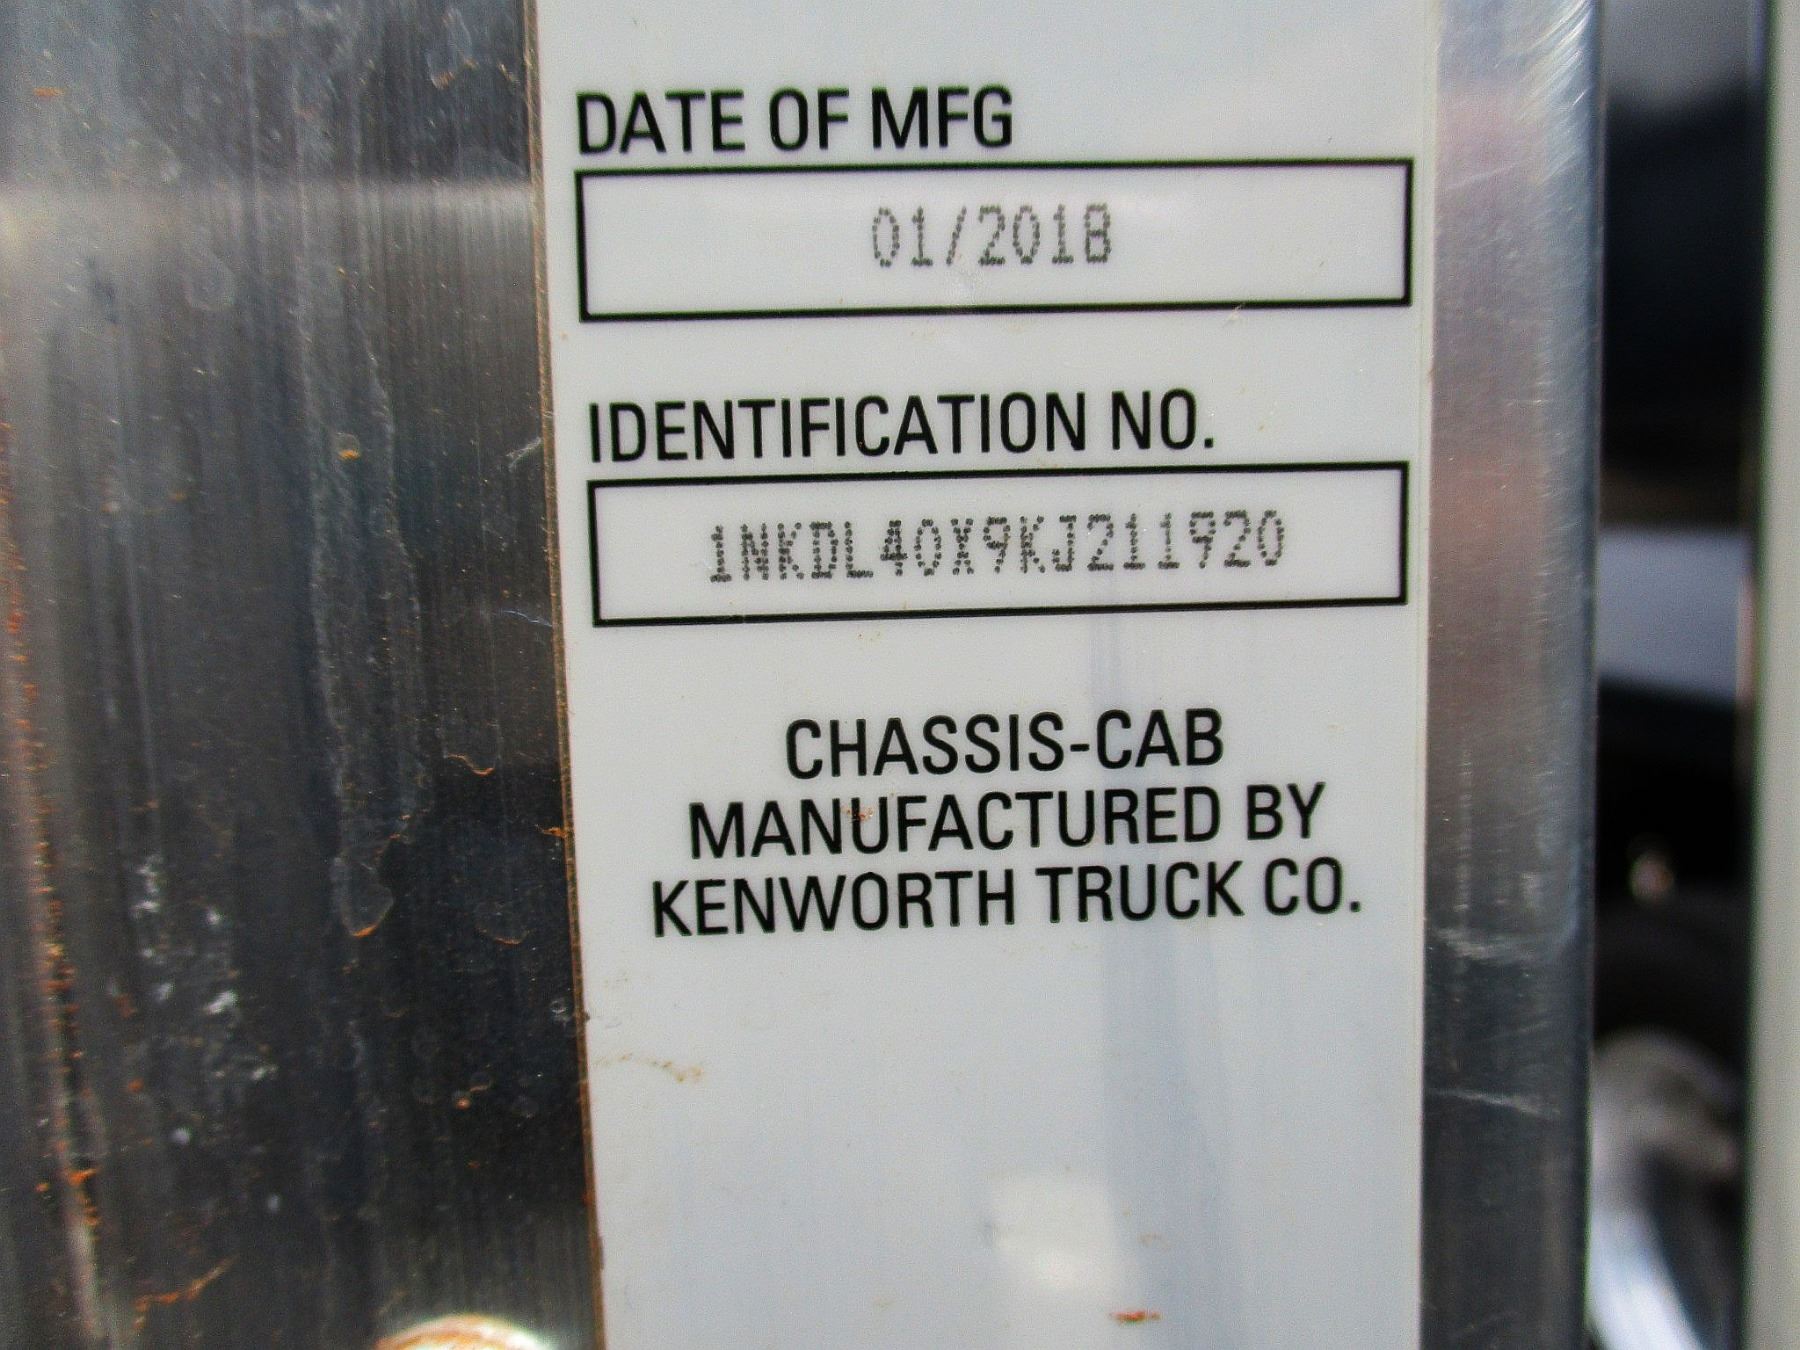 DATE OF MFG
01/2018
IDENTIFICATION NO.
1NKDL40X9KJ211920
CHASSIS-CAB
MANUFACTURED BY
KENWORTH TRUCK CO.